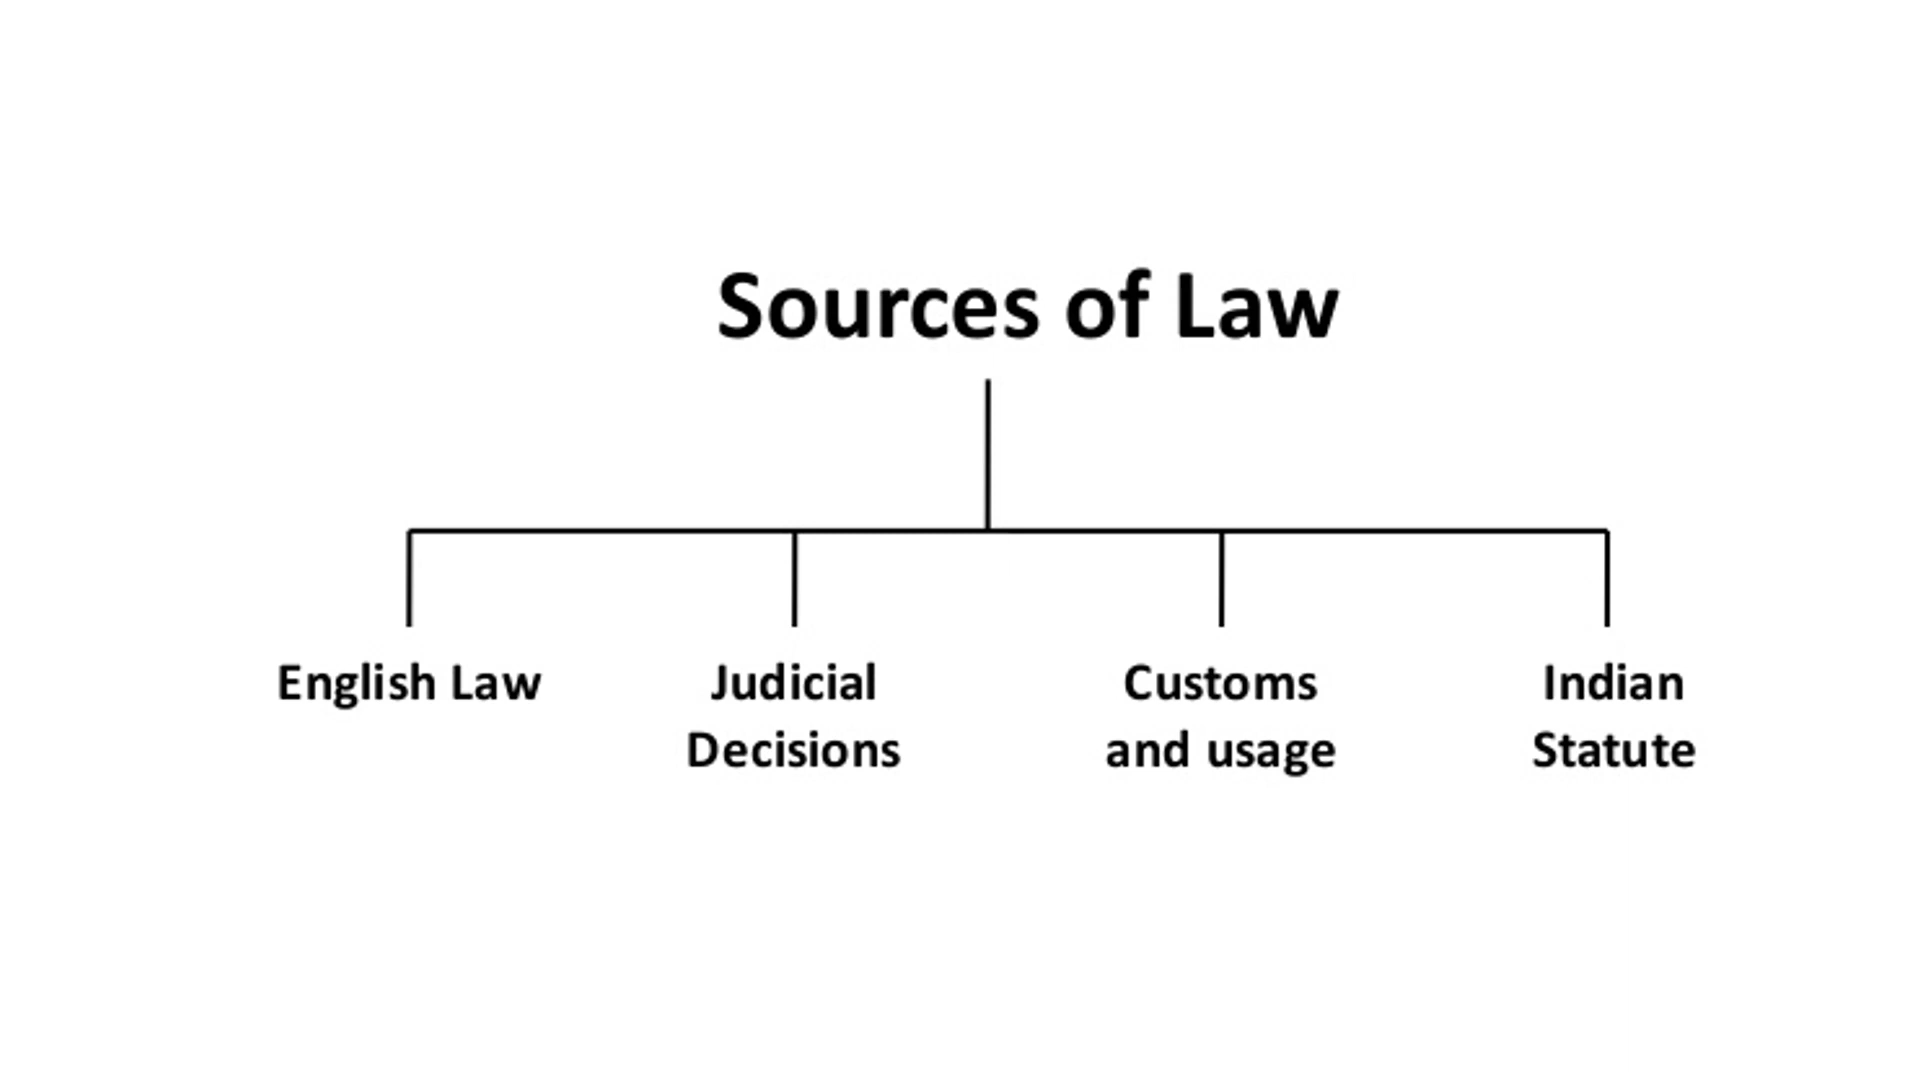 Sources of Law
English Law
Judicial
Decisions
Customs
and usage
Indian
Statute